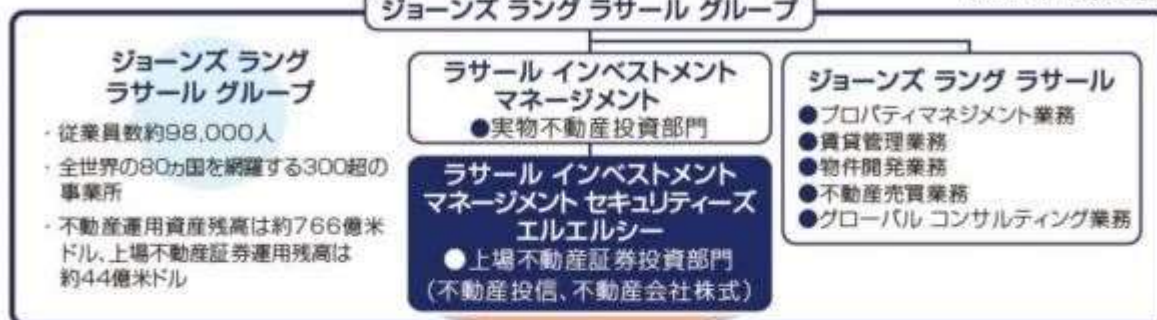 ジョーンズ ラング ラサール グループ
ジョーンズ ラング
ラサール グループ
・従業員数約98,000人
・全世界の80ヵ国を網羅する300超の
事業所
・不動産運用資産残高は約766億米
ドル、上場不動産証券運用残高は
約44億米ドル
ラサール インベストメント
マネージメント
●実物不動産投資部門
ラサール インベストメント
マネージメント セキュリティーズ
エルエルシー
●上場不動産証券投資部門
(不動産投信、不動産会社株式)
ジョーンズ ラング ラサール
●プロパティマネジメント業務
●賃貸管理業務
●物件開発業務
●不動産売買業務
●グローバル コンサルティング業務